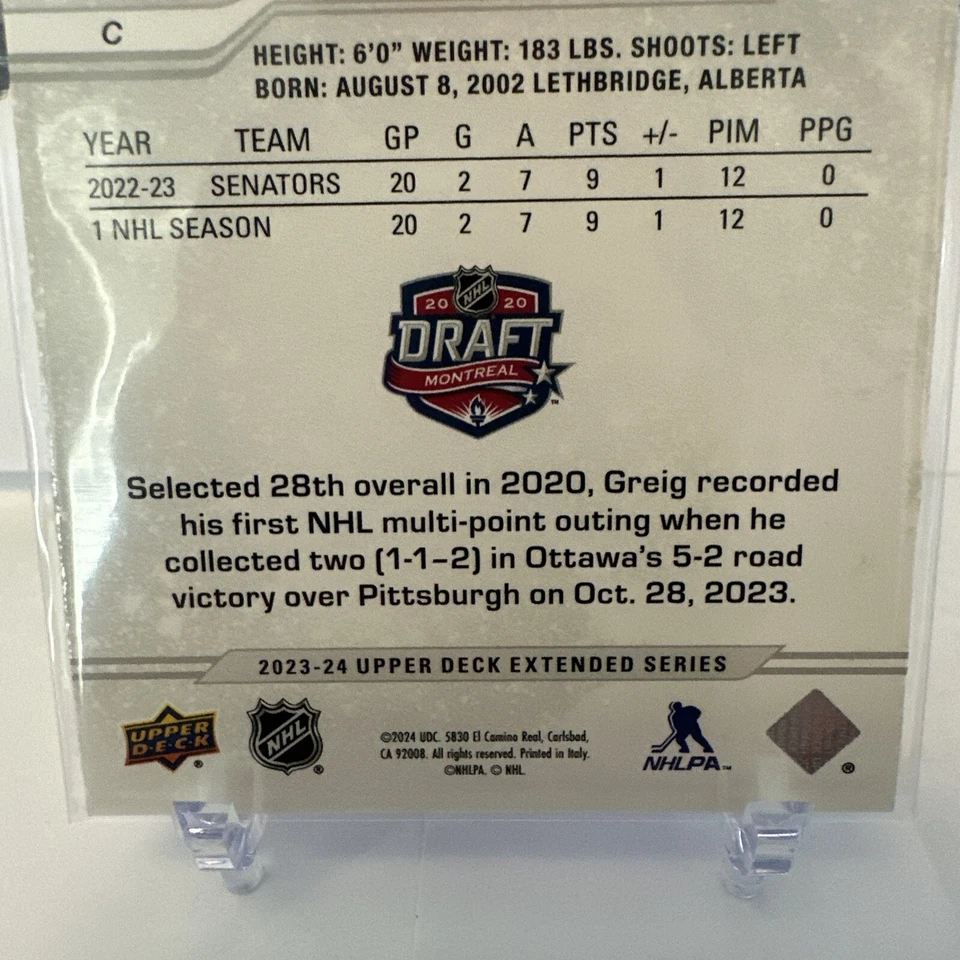 C
HEIGHT: 6'0" WEIGHT: 183 LBS. SHOOTS: LEFT
BORN: AUGUST 8, 2002 LETHBRIDGE, ALBERTA
YEAR TEAM GP G A PTS +/- PIM PPG
2022-23 SENATORS 20 2 7 9 1 12 0
1 NHL SEASON 20 2 7 9 1 12 0
20 NHL 20
DRAFT
MONTREAL
™
Selected 28th overall in 2020, Greig recorded
his first NHL multi-point outing when he
collected two (1-1–2) in Ottawa's 5-2 road
victory over Pittsburgh on Oct. 28, 2023.
2023-24 UPPER DECK EXTENDED SERIES
UPPER
D·E·C·K
®
NHL
®
©2024 UDC. 5830 El Camino Real, Carlsbad,
CA 92008. All rights reserved. Printed in Italy.
©NHLPA. © NHL.
NHLPA™
®